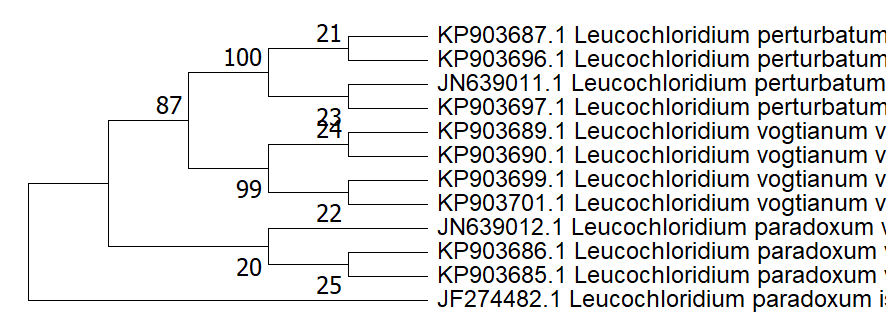 21 KP903687.1 Leucochloridium perturbatum
KP903696.1 Leucochloridium perturbatum
100
JN639011.1 Leucochloridium perturbatum
87 KP903697.1 Leucochloridium perturbatum
23
24 KP903689.1 Leucochloridium vogtianum v
KP903690.1 Leucochloridium vogtianum v
99 KP903699.1 Leucochloridium vogtianum v
KP903701.1 Leucochloridium vogtianum v
22
JN639012.1 Leucochloridium paradoxum v
KP903686.1 Leucochloridium paradoxum v
20
KP903685.1 Leucochloridium paradoxum v
25
JF274482.1 Leucochloridium paradoxum is